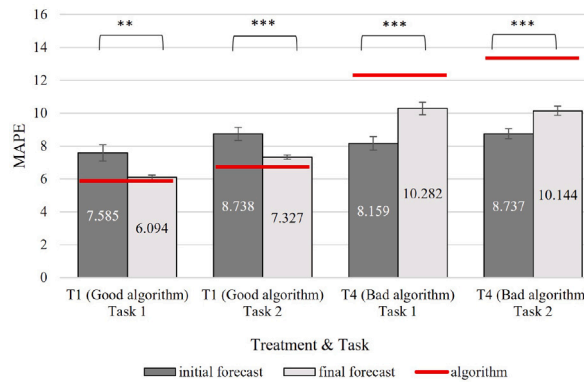 16
** *** *** ***
14
12
10
8
6
4
2
0
MAPE
7.585 6.094 8.738 7.327 8.159 10.282 8.737 10.144
T1 (Good algorithm) T1 (Good algorithm) T4 (Bad algorithm) T4 (Bad algorithm)
Task 1 Task 2 Task 1 Task 2
Treatment & Task
initial forecast final forecast algorithm